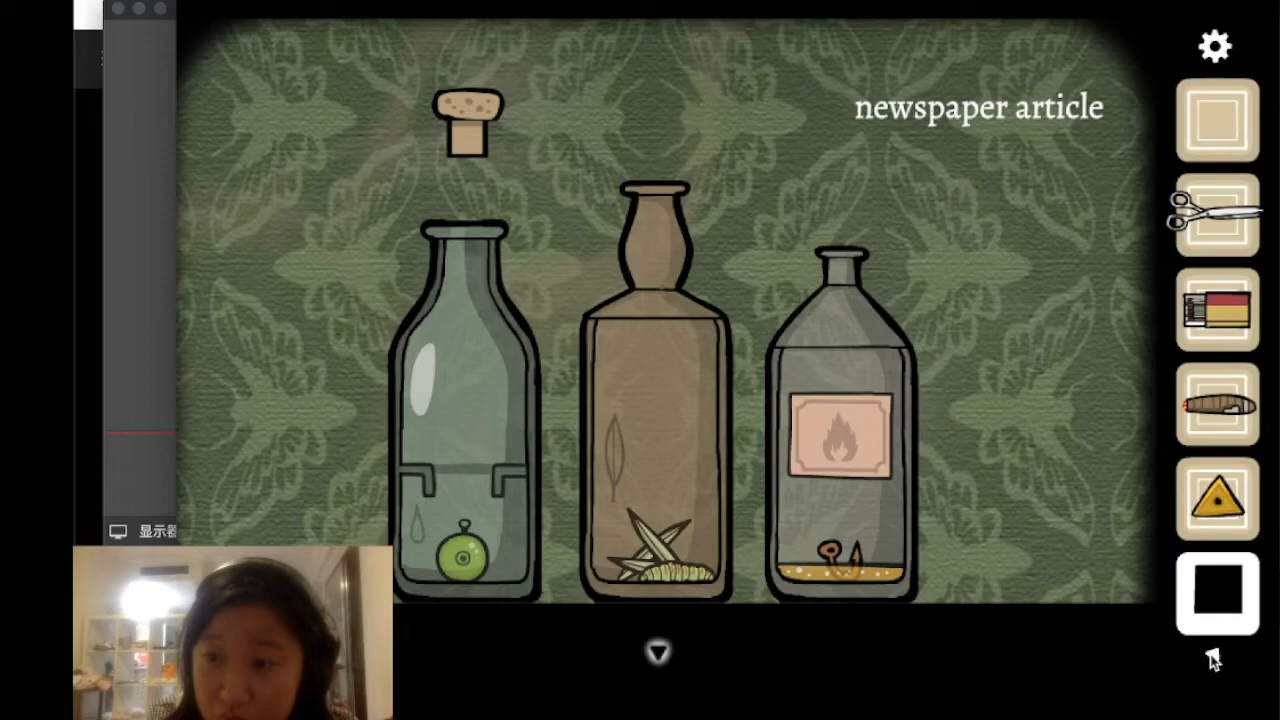 newspaper article
显示器